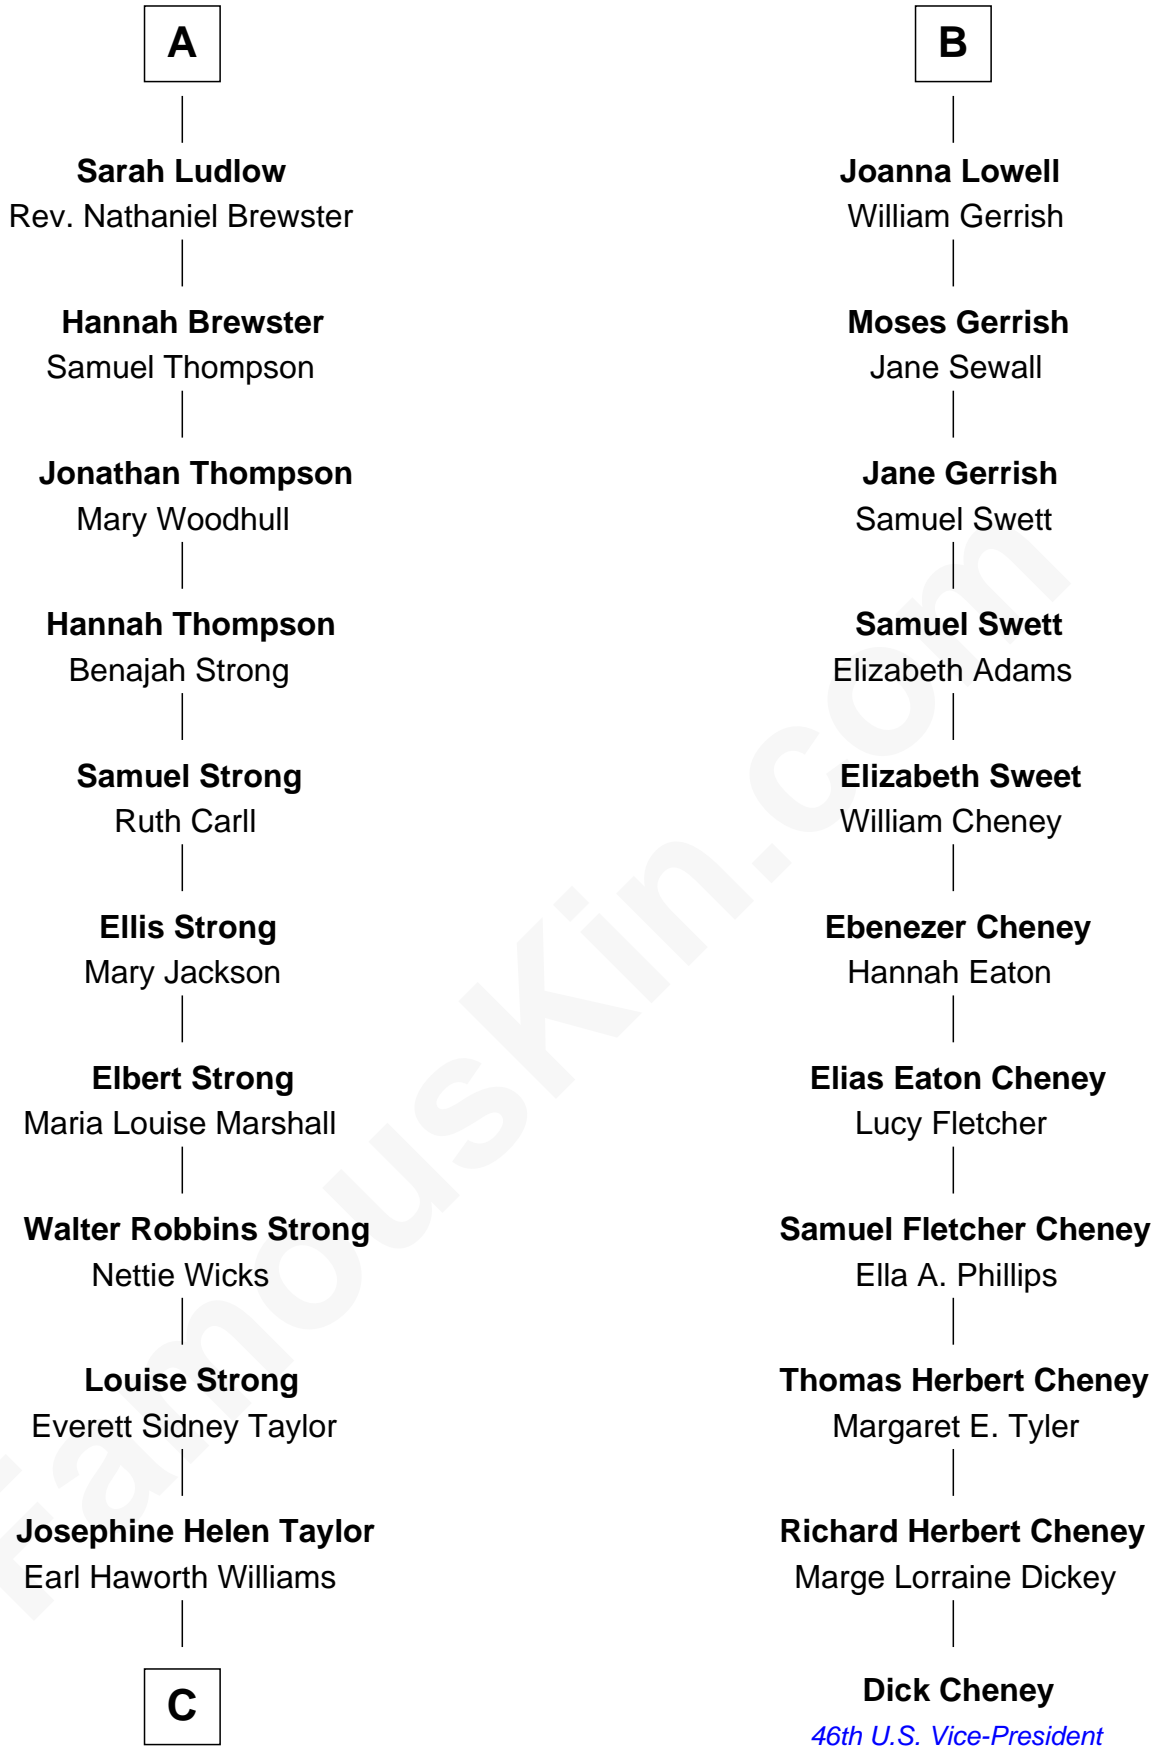 A
Sarah Ludlow
Rev. Nathaniel Brewster
Hannah Brewster
Samuel Thompson
Jonathan Thompson
Mary Woodhull
Hannah Thompson
Benajah Strong
Samuel Strong
Ruth Carll
Ellis Strong
Mary Jackson
Elbert Strong
Maria Louise Marshall
Walter Robbins Strong
Nettie Wicks
Louise Strong
Everett Sidney Taylor
Josephine Helen Taylor
Earl Haworth Williams
C
B
Joanna Lowell
William Gerrish
Moses Gerrish
Jane Sewall
Jane Gerrish
Samuel Swett
Samuel Swett
Elizabeth Adams
Elizabeth Sweet
William Cheney
Ebenezer Cheney
Hannah Eaton
Elias Eaton Cheney
Lucy Fletcher
Samuel Fletcher Cheney
Ella A. Phillips
Thomas Herbert Cheney
Margaret E. Tyler
Richard Herbert Cheney
Marge Lorraine Dickey
Dick Cheney
46th U.S. Vice-President
FamousKin.com